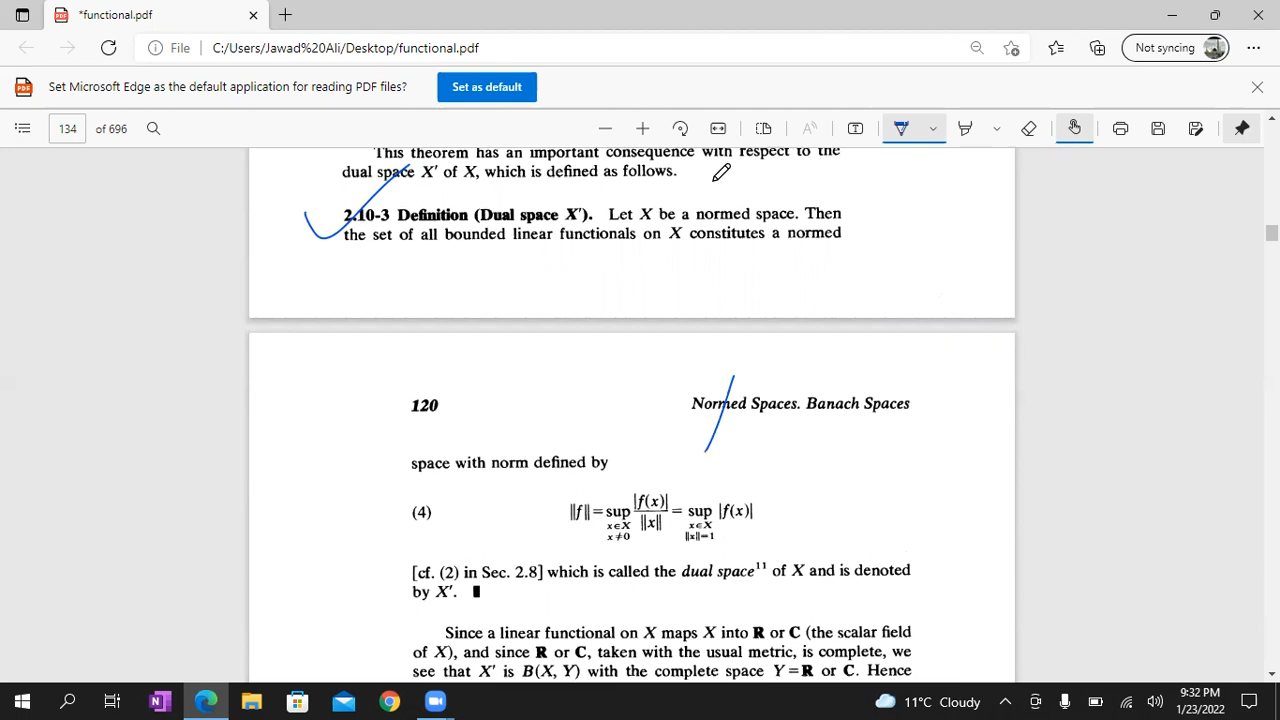 *functional.pdf
File
C:/Users/Jawad%20Ali/Desktop/functional.pdf
Not syncing
Set Microsoft Edge as the default application for reading PDF files?
Set as default
134 of 696
This theorem has an important consequence with respect to the
dual space X′ of X, which is defined as follows.
2.10-3 Definition (Dual space X′). Let X be a normed space. Then
the set of all bounded linear functionals on X constitutes a normed
120
Normed Spaces. Banach Spaces
space with norm defined by
(4) ‖f‖ = sup |f(x)| / ‖x‖ = sup |f(x)|
x∈X x∈X
x≠0 ‖x‖=1
[cf. (2) in Sec. 2.8] which is called the dual space¹¹ of X and is denoted
by X′. ∎
Since a linear functional on X maps X into R or C (the scalar field
of X), and since R or C, taken with the usual metric, is complete, we
see that X′ is B(X, Y) with the complete space Y = R or C. Hence
11°C Cloudy
9:32 PM
1/23/2022